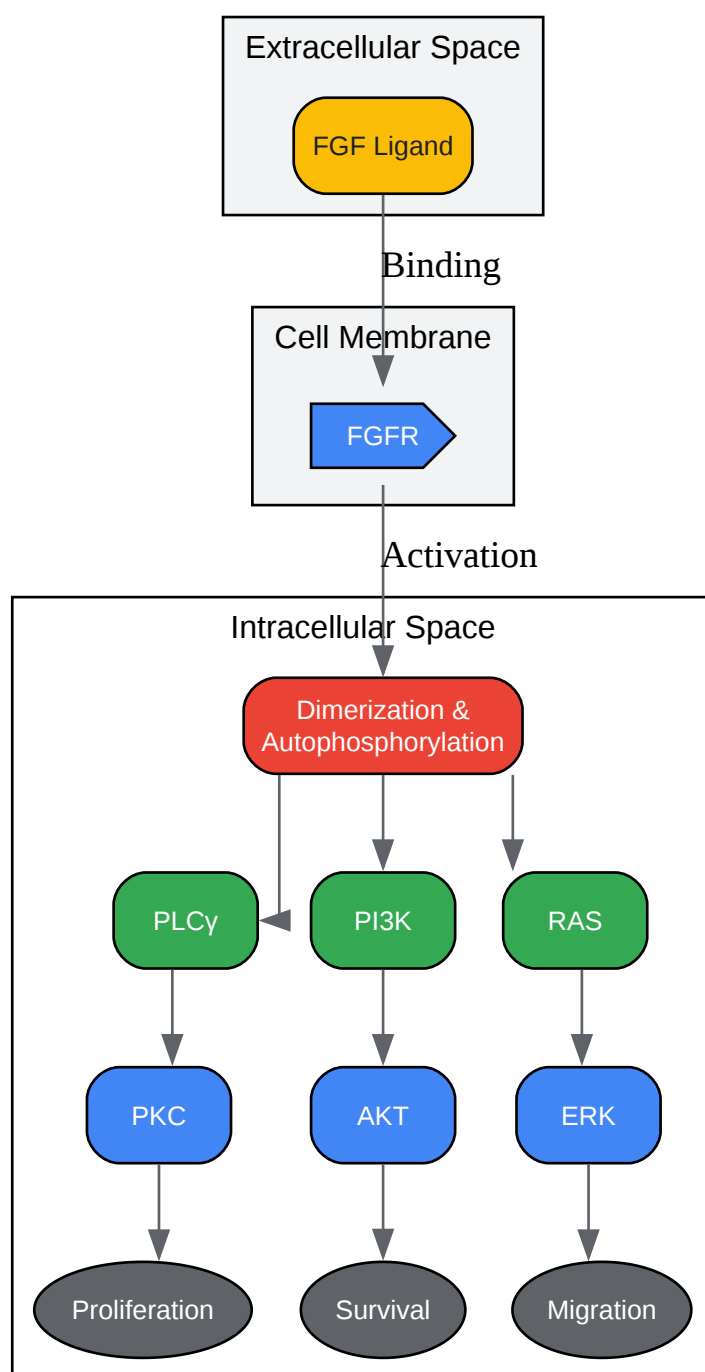 Extracellular Space
FGF Ligand
Binding
Cell Membrane
FGFR
Activation
Intracellular Space
Dimerization &
Autophosphorylation
PLCγ
PI3K
RAS
PKC
AKT
ERK
Proliferation
Survival
Migration